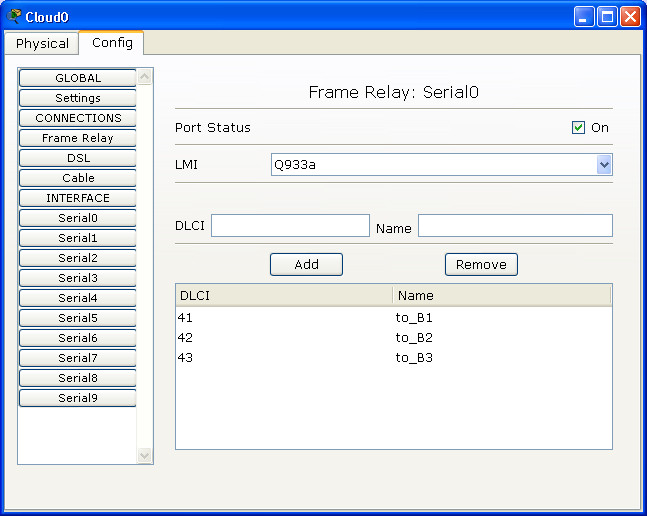 Cloud0
Physical Config
GLOBAL
Settings
CONNECTIONS
Frame Relay
DSL
Cable
INTERFACE
Serial0
Serial1
Serial2
Serial3
Serial4
Serial5
Serial6
Serial7
Serial8
Serial9
Frame Relay: Serial0
Port Status On
LMI Q933a
DLCI Name
Add Remove
DLCI Name
41 to_B1
42 to_B2
43 to_B3